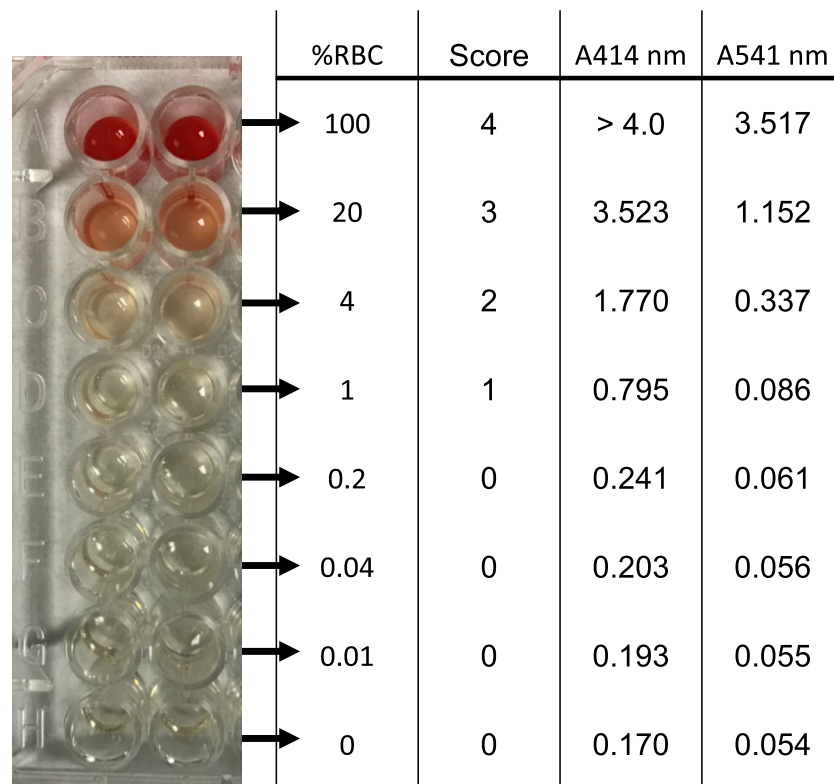 %RBC Score A414 nm A541 nm
A 100 4 > 4.0 3.517
B 20 3 3.523 1.152
C 4 2 1.770 0.337
D 1 1 0.795 0.086
E 0.2 0 0.241 0.061
F 0.04 0 0.203 0.056
G 0.01 0 0.193 0.055
H 0 0 0.170 0.054